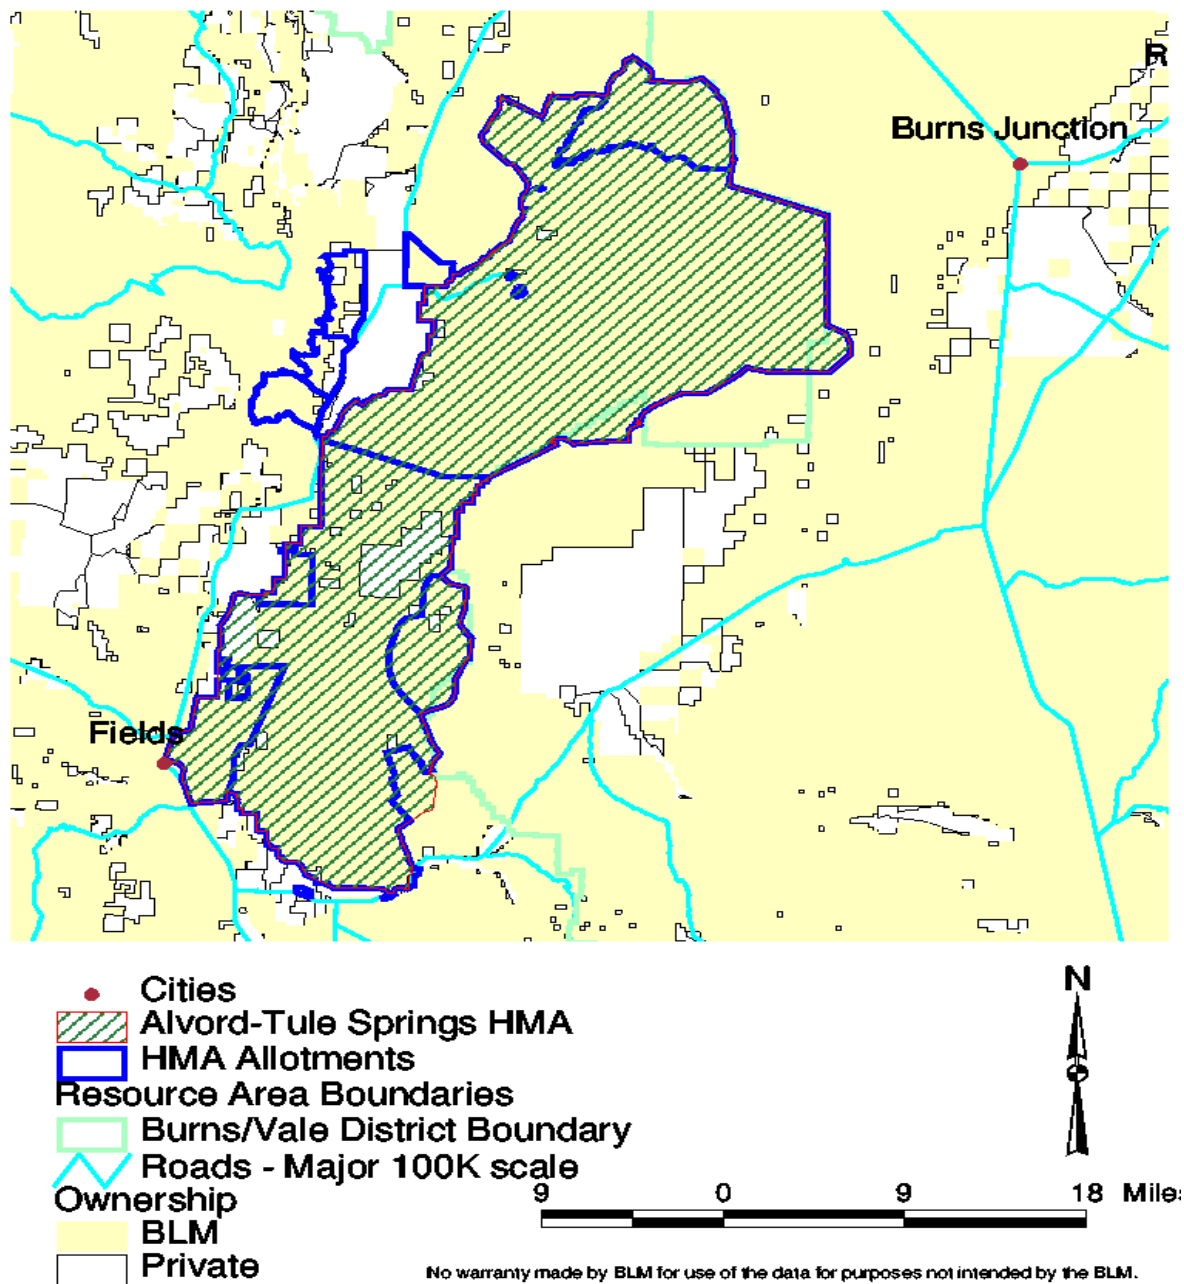 R
Burns Junction
Fields
Cities
Alvord-Tule Springs HMA
HMA Allotments
Resource Area Boundaries
Burns/Vale District Boundary
Roads - Major 100K scale
Ownership
BLM
Private
N
9 0 9 18 Miles
No warranty made by BLM for use of the data for purposes not intended by the BLM.